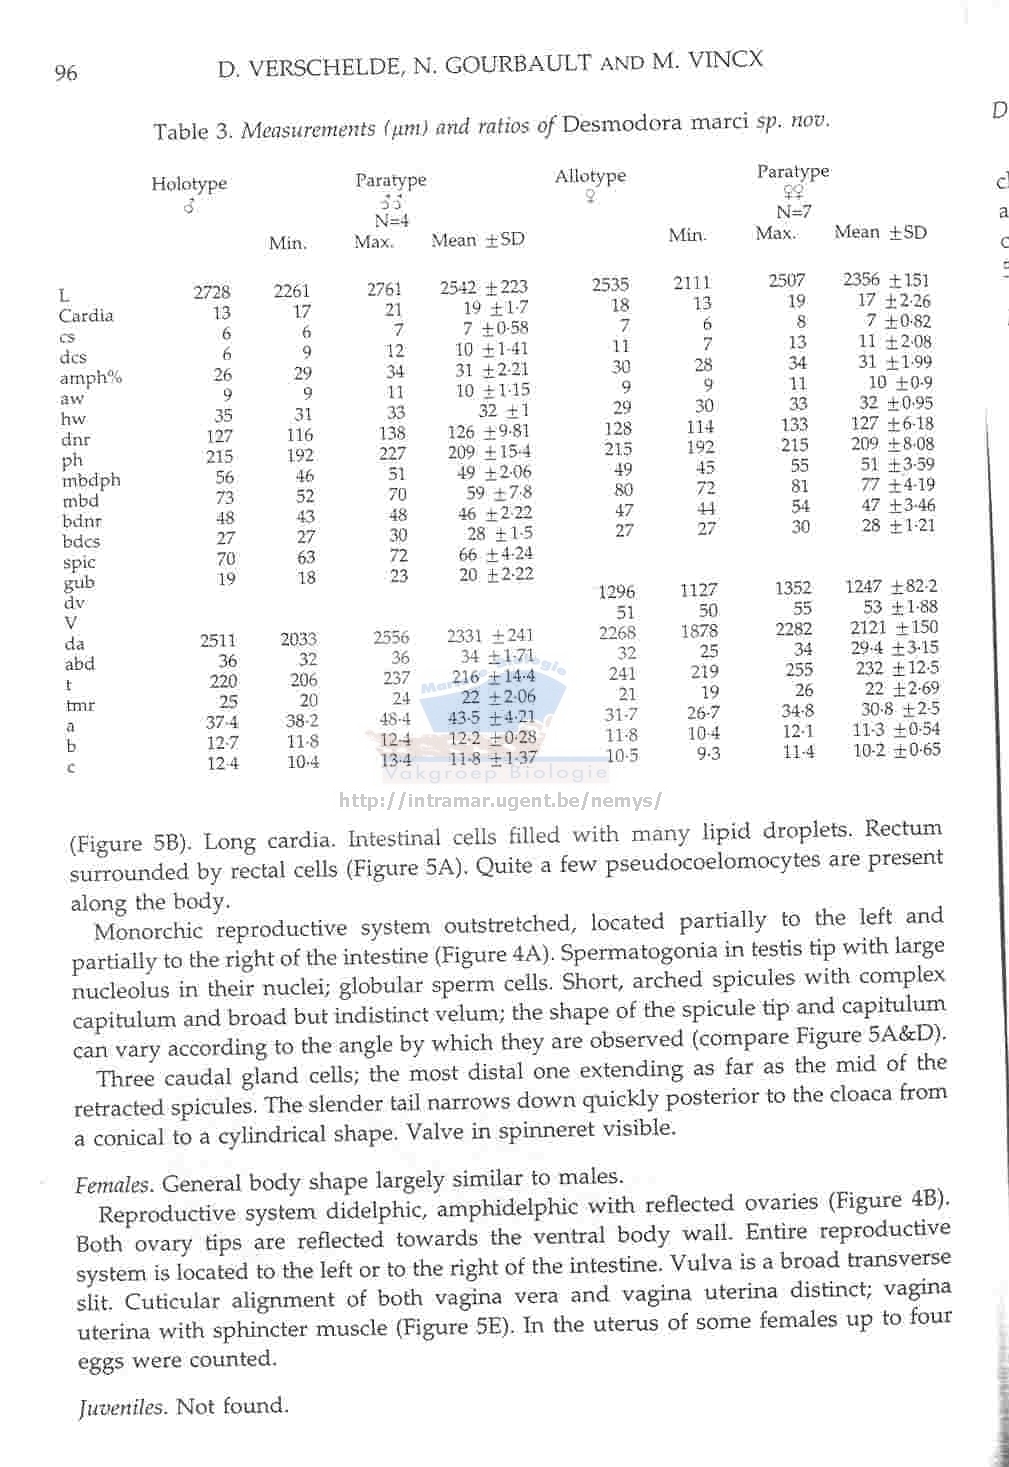 96 D. VERSCHELDE, N. GOURBAULT AND M. VINCX
Table 3. Measurements (µm) and ratios of Desmodora marci sp. nov.
Holotype Paratype Allotype Paratype
♂ ♂♂ ♀ ♀♀
N=4 N=7
Min. Max. Mean ±SD Min. Max. Mean ±SD
L 2728 2261 2761 2542 ±223 2535 2111 2507 2356 ±151
Cardia 13 17 21 19 ±1·7 18 13 19 17 ±2·26
cs 6 6 7 7 ±0·58 7 6 8 7 ±0·82
dcs 6 9 12 10 ±1·41 11 7 13 11 ±2·08
amph% 26 29 34 31 ±2·21 30 28 34 31 ±1·99
aw 9 9 11 10 ±1·15 9 9 11 10 ±0·9
hw 35 31 33 32 ±1 29 30 33 32 ±0·95
dnr 127 116 138 126 ±9·81 128 114 133 127 ±6·18
ph 215 192 227 209 ±15·4 215 192 215 209 ±8·08
mbdph 56 46 51 49 ±2·06 49 45 55 51 ±3·59
mbd 73 52 70 59 ±7·8 80 72 81 77 ±4·19
bdnr 48 43 48 46 ±2·22 47 44 54 47 ±3·46
bdcs 27 27 30 28 ±1·5 27 27 30 28 ±1·21
spic 70 63 72 66 ±4·24
gub 19 18 23 20 ±2·22
dv 1296 1127 1352 1247 ±82·2
V 51 50 55 53 ±1·88
da 2511 2033 2556 2331 ±241 2268 1878 2282 2121 ±150
abd 36 32 36 34 ±1·71 32 25 34 29·4 ±3·15
t 220 206 237 216 ±14·4 241 219 255 232 ±12·5
tmr 25 20 24 22 ±2·06 21 19 26 22 ±2·69
a 37·4 38·2 48·4 43·5 ±4·21 31·7 26·7 34·8 30·8 ±2·5
b 12·7 11·8 12·4 12·2 ±0·28 11·8 10·4 12·1 11·3 ±0·54
c 12·4 10·4 13·4 11·8 ±1·37 10·5 9·3 11·4 10·2 ±0·65
Vakgroep Biologie
http://intramar.ugent.be/nemys/
(Figure 5B). Long cardia. Intestinal cells filled with many lipid droplets. Rectum
surrounded by rectal cells (Figure 5A). Quite a few pseudocoelomocytes are present
along the body.
Monorchic reproductive system outstretched, located partially to the left and
partially to the right of the intestine (Figure 4A). Spermatogonia in testis tip with large
nucleolus in their nuclei; globular sperm cells. Short, arched spicules with complex
capitulum and broad but indistinct velum; the shape of the spicule tip and capitulum
can vary according to the angle by which they are observed (compare Figure 5A&D).
Three caudal gland cells; the most distal one extending as far as the mid of the
retracted spicules. The slender tail narrows down quickly posterior to the cloaca from
a conical to a cylindrical shape. Valve in spinneret visible.
Females. General body shape largely similar to males.
Reproductive system didelphic, amphidelphic with reflected ovaries (Figure 4B).
Both ovary tips are reflected towards the ventral body wall. Entire reproductive
system is located to the left or to the right of the intestine. Vulva is a broad transverse
slit. Cuticular alignment of both vagina vera and vagina uterina distinct; vagina
uterina with sphincter muscle (Figure 5E). In the uterus of some females up to four
eggs were counted.
Juveniles. Not found.